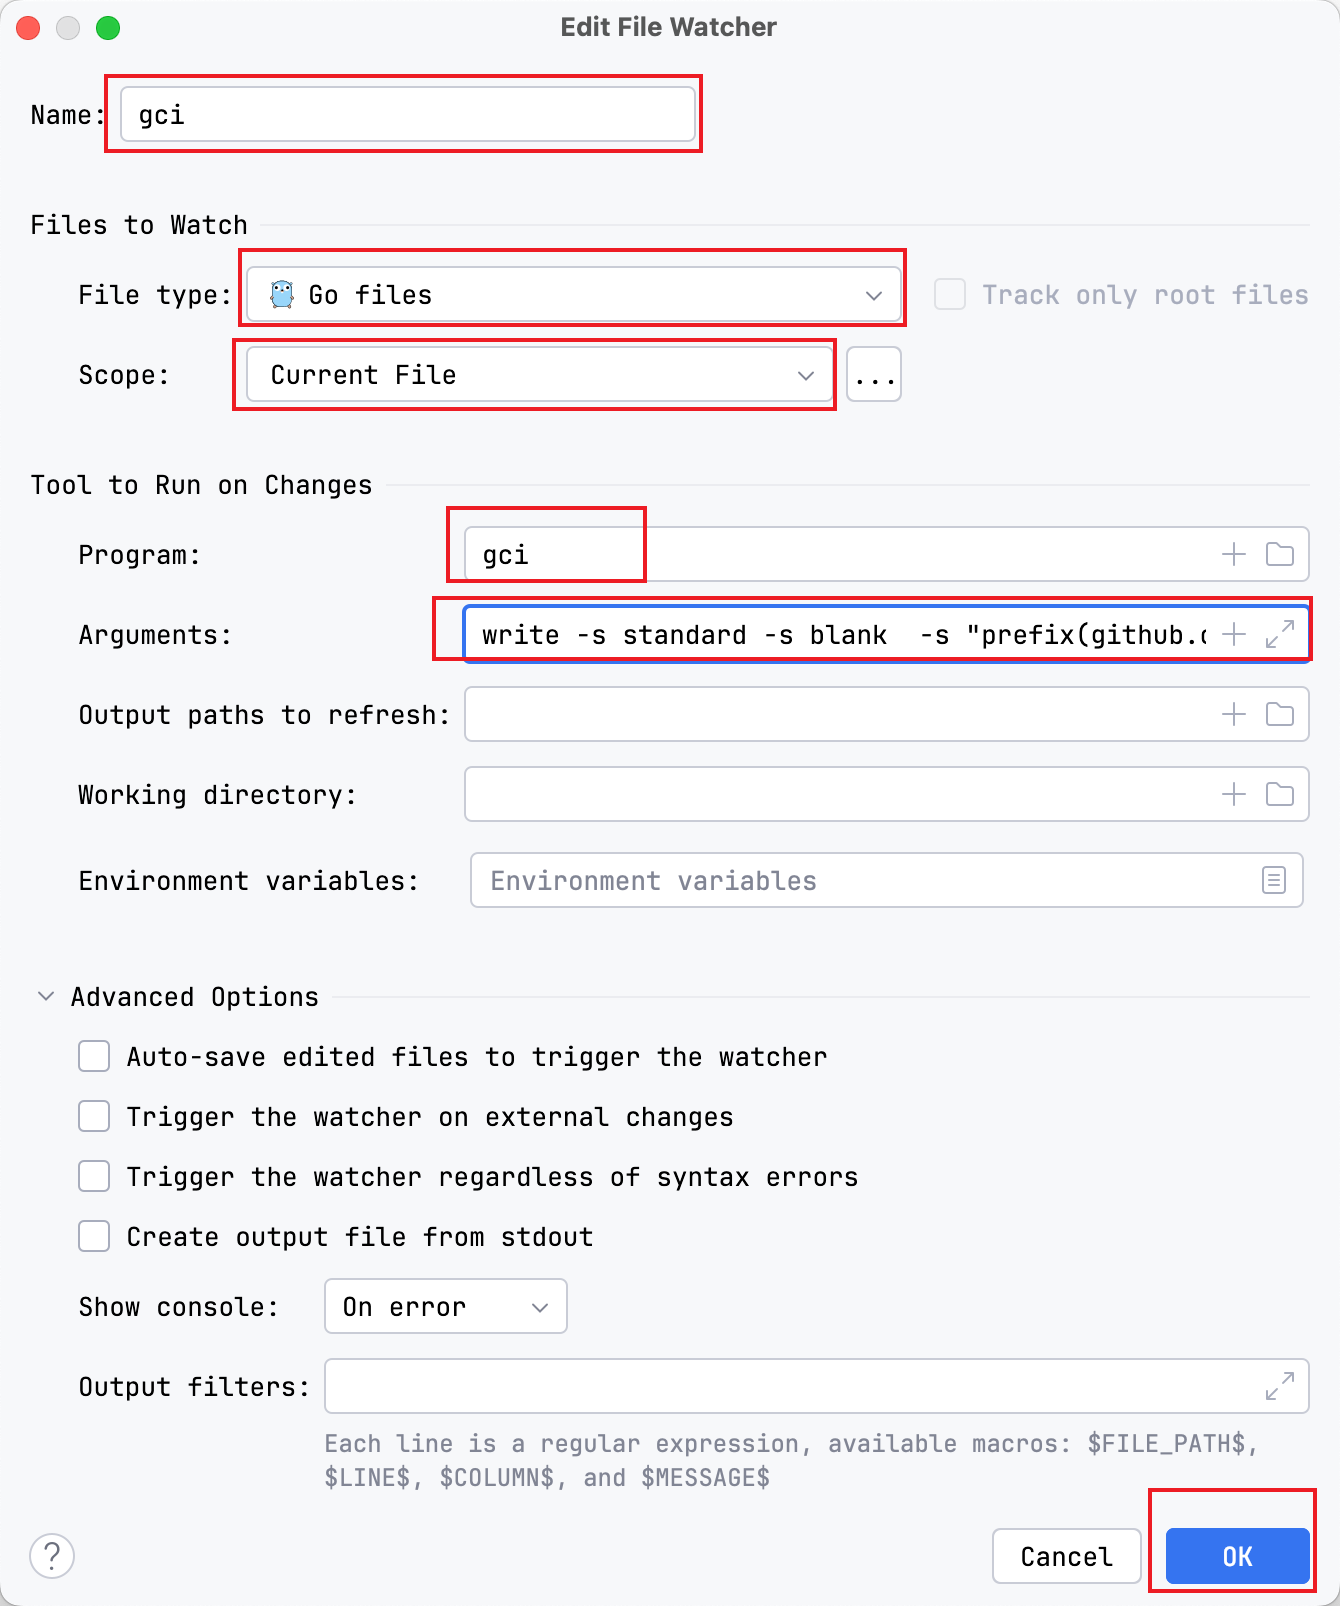 Edit File Watcher
Name: gci
Files to Watch
File type: Go files Track only root files
Scope: Current File ...
Tool to Run on Changes
Program: gci
Arguments: write -s standard -s blank  -s "prefix(github.
Output paths to refresh:
Working directory:
Environment variables: Environment variables
Advanced Options
Auto-save edited files to trigger the watcher
Trigger the watcher on external changes
Trigger the watcher regardless of syntax errors
Create output file from stdout
Show console: On error
Output filters:
Each line is a regular expression, available macros: $FILE_PATH$,
$LINE$, $COLUMN$, and $MESSAGE$
? Cancel OK